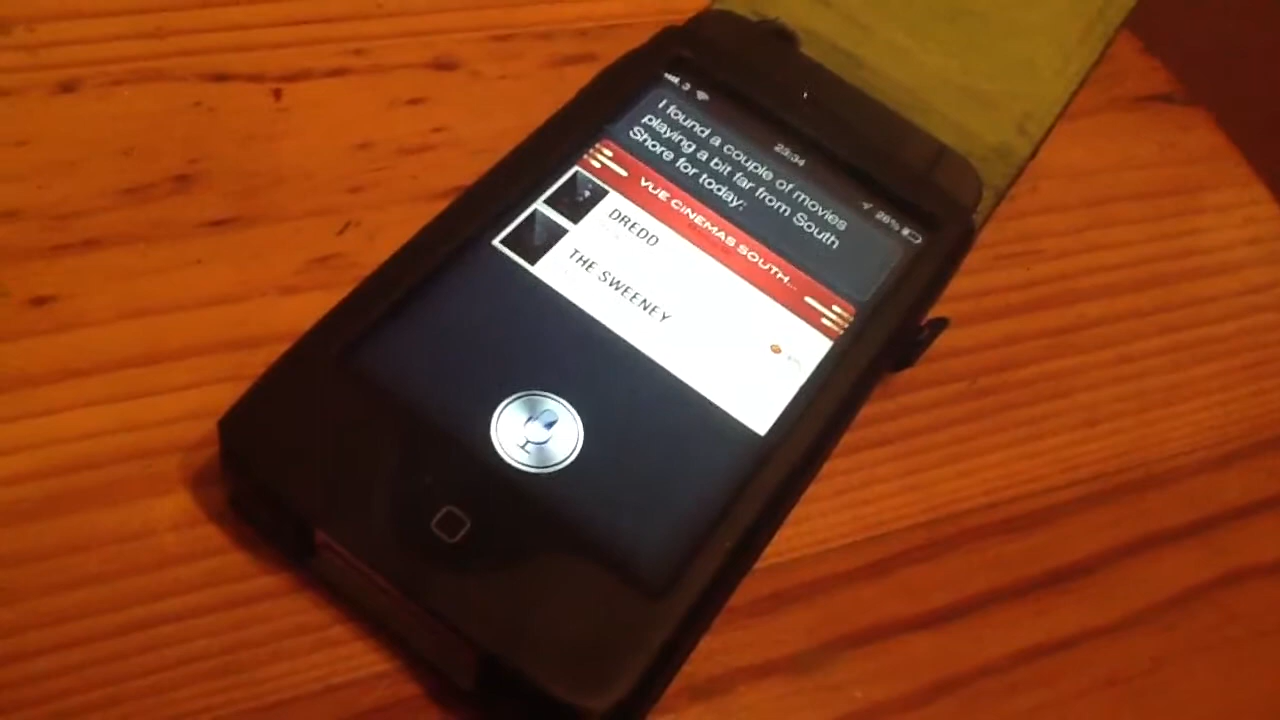 3
23:34
26%
I found a couple of movies
playing a bit far from South
Shore for today:
VUE CINEMAS SOUTH...
DREDD
THE SWEENEY